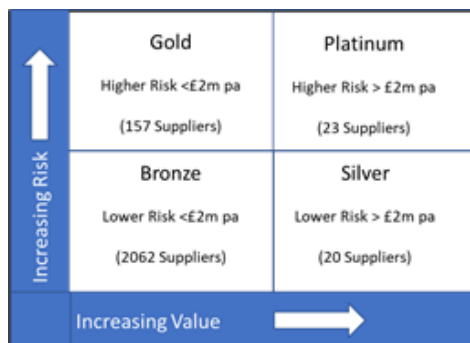 Gold
Higher Risk <£2m pa
(157 Suppliers)
Platinum
Higher Risk > £2m pa
(23 Suppliers)
Bronze
Lower Risk <£2m pa
(2062 Suppliers)
Silver
Lower Risk > £2m pa
(20 Suppliers)
Increasing Risk
Increasing Value